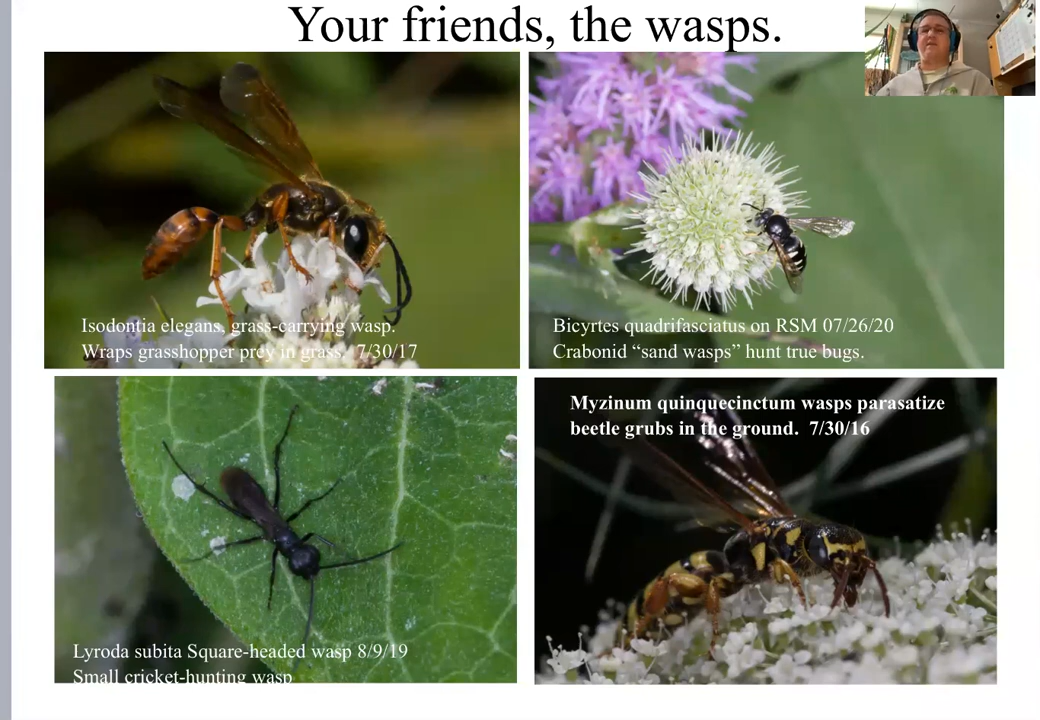 Your friends, the wasps.
Isodontia elegans, grass-carrying wasp.
Wraps grasshopper prey in grass. 7/30/17
Bicyrtes quadrifasciatus on RSM 07/26/20
Crabonid “sand wasps” hunt true bugs.
Lyroda subita Square-headed wasp 8/9/19
Small cricket-hunting wasp
Myzinum quinquecinctum wasps parasatize
beetle grubs in the ground. 7/30/16